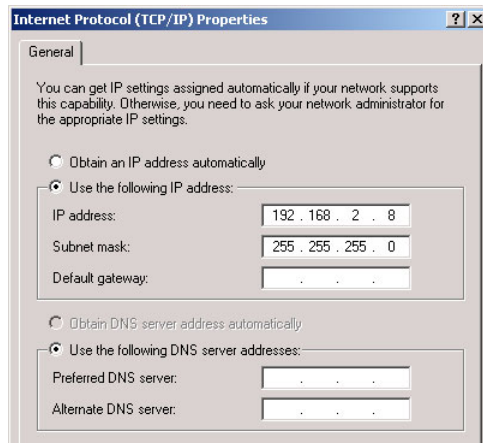 Internet Protocol (TCP/IP) Properties
General
You can get IP settings assigned automatically if your network supports
this capability. Otherwise, you need to ask your network administrator for
the appropriate IP settings.
Obtain an IP address automatically
Use the following IP address:
IP address: 192 . 168 . 2 . 8
Subnet mask: 255 . 255 . 255 . 0
Default gateway: . . .
Obtain DNS server address automatically
Use the following DNS server addresses:
Preferred DNS server: . . .
Alternate DNS server: . . .